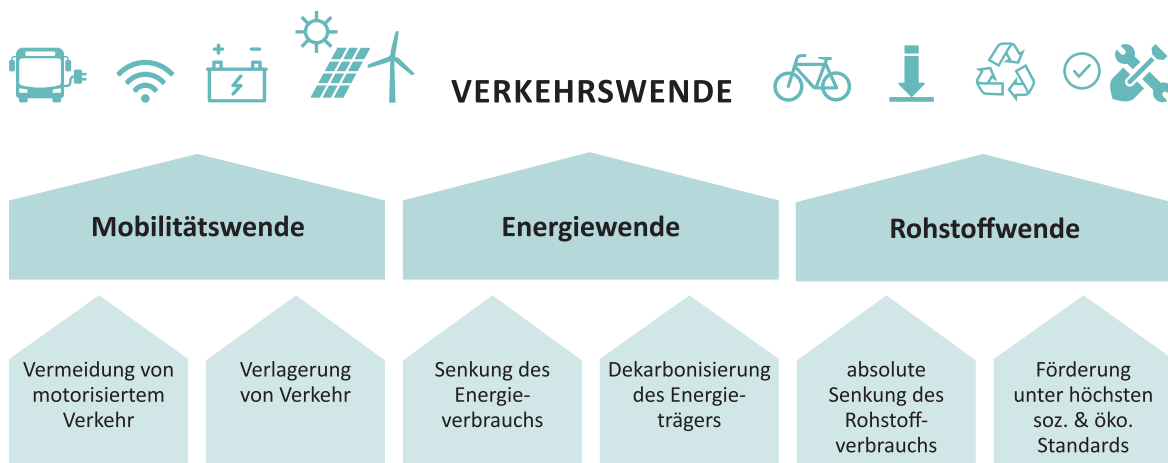 VERKEHRSWENDE
Mobilitätswende
Energiewende
Rohstoffwende
Vermeidung von
motorisiertem
Verkehr
Verlagerung
von Verkehr
Senkung des
Energie-
verbrauchs
Dekarbonisierung
des Energie-
trägers
absolute
Senkung des
Rohstoff-
verbrauchs
Förderung
unter höchsten
soz. & öko.
Standards